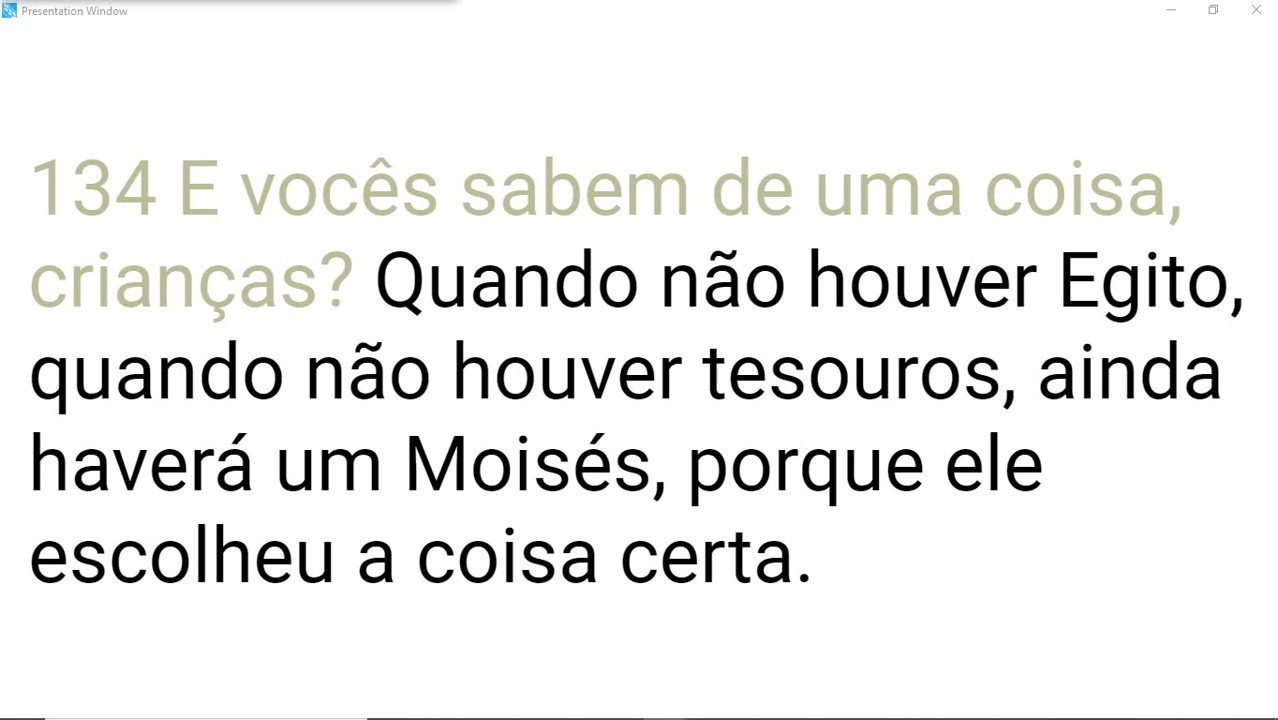 Presentation Window
134 E vocês sabem de uma coisa,
crianças? Quando não houver Egito,
quando não houver tesouros, ainda
haverá um Moisés, porque ele
escolheu a coisa certa.